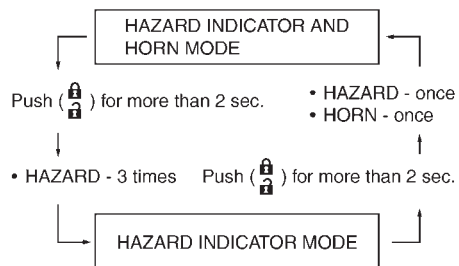 HAZARD INDICATOR AND
HORN MODE
Push ( ) for more than 2 sec.
• HAZARD - once
• HORN - once
• HAZARD - 3 times
Push ( ) for more than 2 sec.
HAZARD INDICATOR MODE